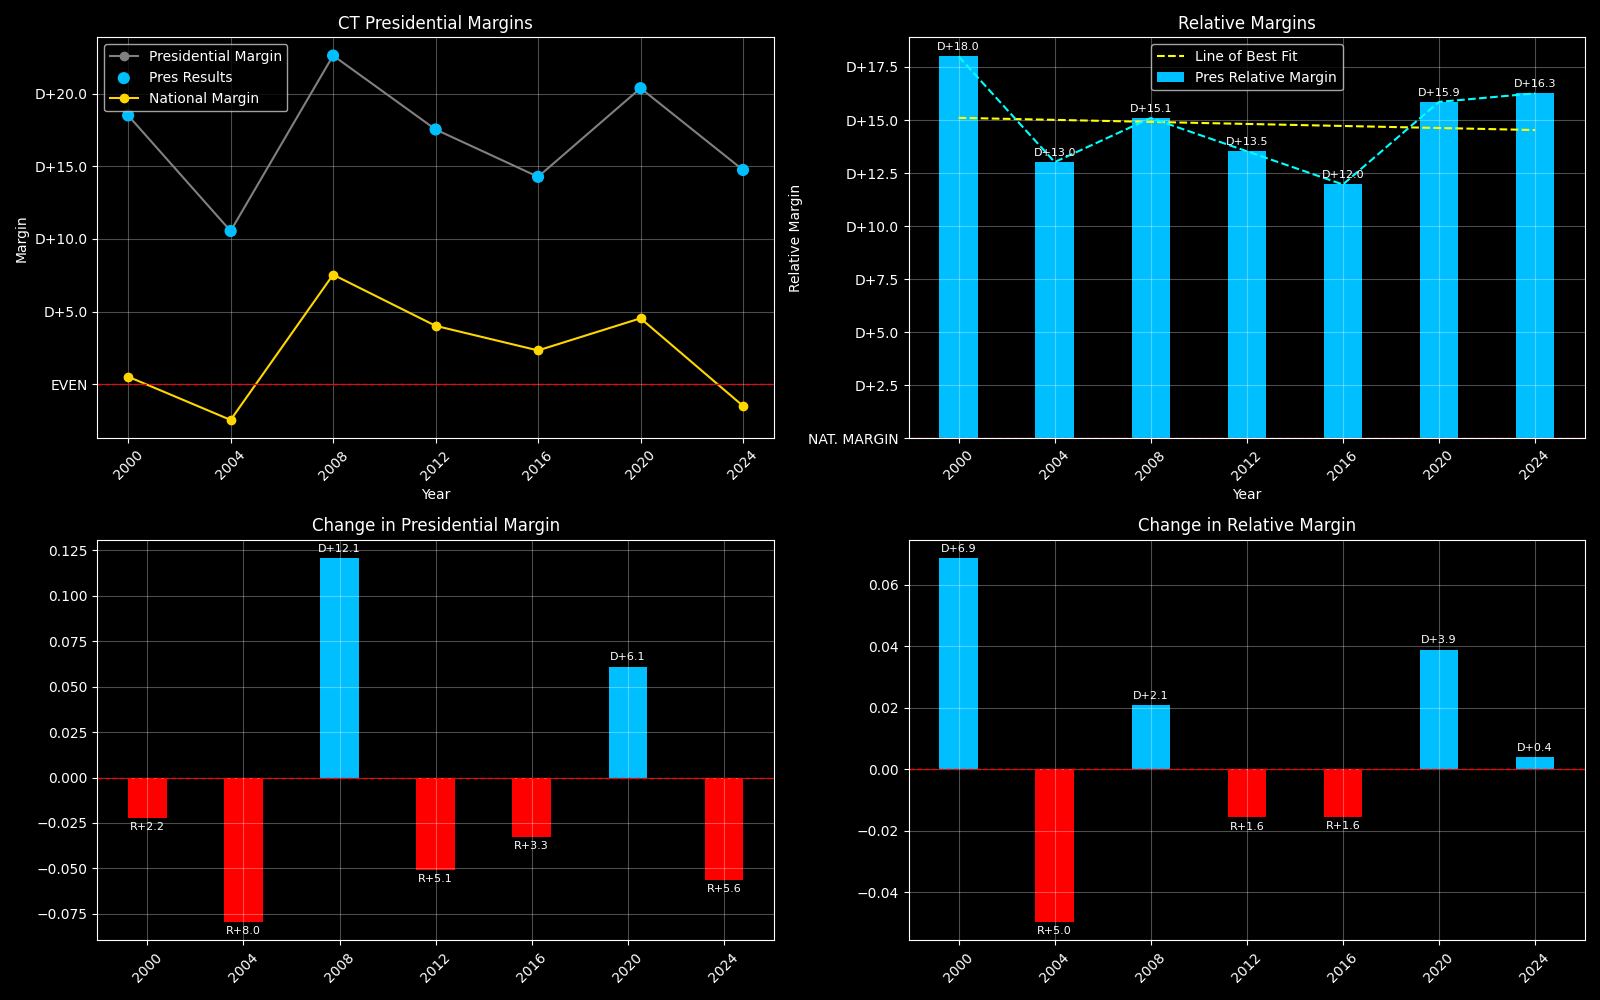 CT Presidential Margins
Presidential Margin
Pres Results
National Margin
D+20.0
D+15.0
D+10.0
D+5.0
EVEN
Margin
2000
2004
2008
2012
2016
2020
2024
Year
Relative Margins
Line of Best Fit
Pres Relative Margin
D+17.5
D+15.0
D+12.5
D+10.0
D+7.5
D+5.0
D+2.5
NAT. MARGIN
Relative Margin
D+18.0
D+13.0
D+15.1
D+13.5
D+12.0
D+15.9
D+16.3
2000
2004
2008
2012
2016
2020
2024
Year
Change in Presidential Margin
0.125
0.100
0.075
0.050
0.025
0.000
−0.025
−0.050
−0.075
R+2.2
R+8.0
D+12.1
R+5.1
R+3.3
D+6.1
R+5.6
2000
2004
2008
2012
2016
2020
2024
Change in Relative Margin
0.06
0.04
0.02
0.00
−0.02
−0.04
D+6.9
R+5.0
D+2.1
R+1.6
R+1.6
D+3.9
D+0.4
2000
2004
2008
2012
2016
2020
2024